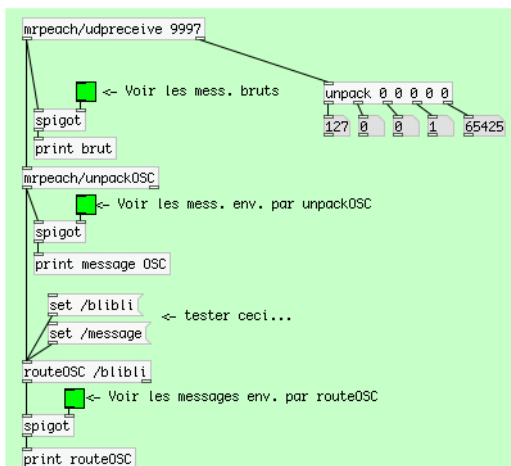 mrpeach/udpreceive 9997
<- Voir les mess. bruts
unpack 0 0 0 0 0
spigot
127 0 0 1 65425
print brut
mrpeach/unpackOSC
<- Voir les mess. env. par unpackOSC
spigot
print message OSC
set /blibli
<- tester ceci...
set /message
routeOSC /blibli
<- Voir les messages env. par routeOSC
spigot
print routeOSC